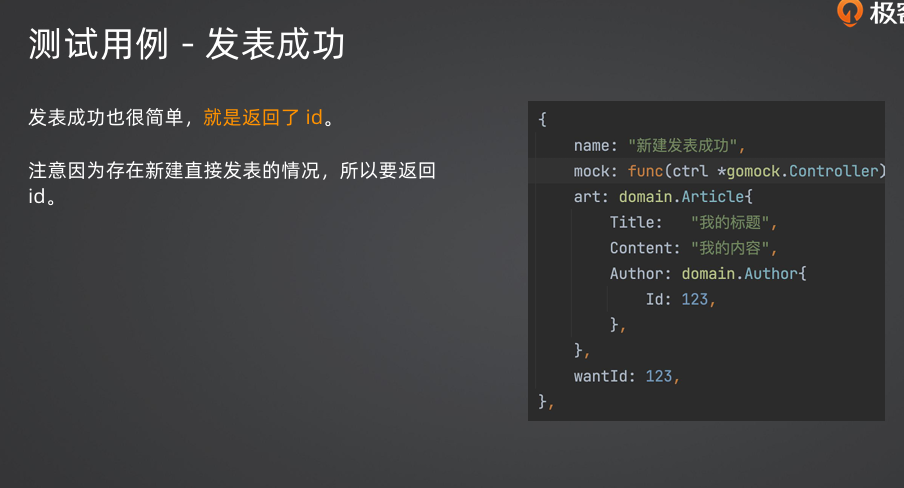 极客
测试用例 - 发表成功
发表成功也很简单，就是返回了 id。
注意因为存在新建直接发表的情况，所以要返回
id。
{
name: "新建发表成功",
mock: func(ctrl *gomock.Controller)
art: domain.Article{
Title:   "我的标题",
Content: "我的内容",
Author: domain.Author{
Id: 123,
},
},
wantId: 123,
},